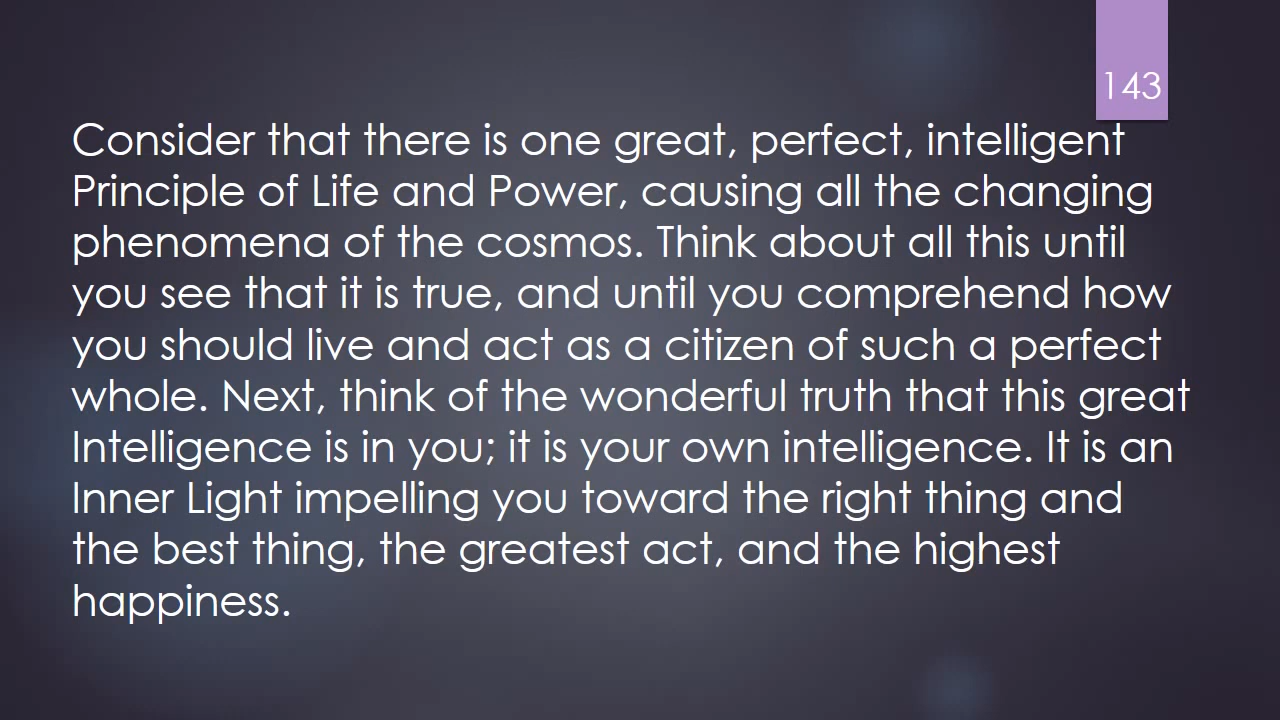 143
Consider that there is one great, perfect, intelligent
Principle of Life and Power, causing all the changing
phenomena of the cosmos. Think about all this until
you see that it is true, and until you comprehend how
you should live and act as a citizen of such a perfect
whole. Next, think of the wonderful truth that this great
Intelligence is in you; it is your own intelligence. It is an
Inner Light impelling you toward the right thing and
the best thing, the greatest act, and the highest
happiness.